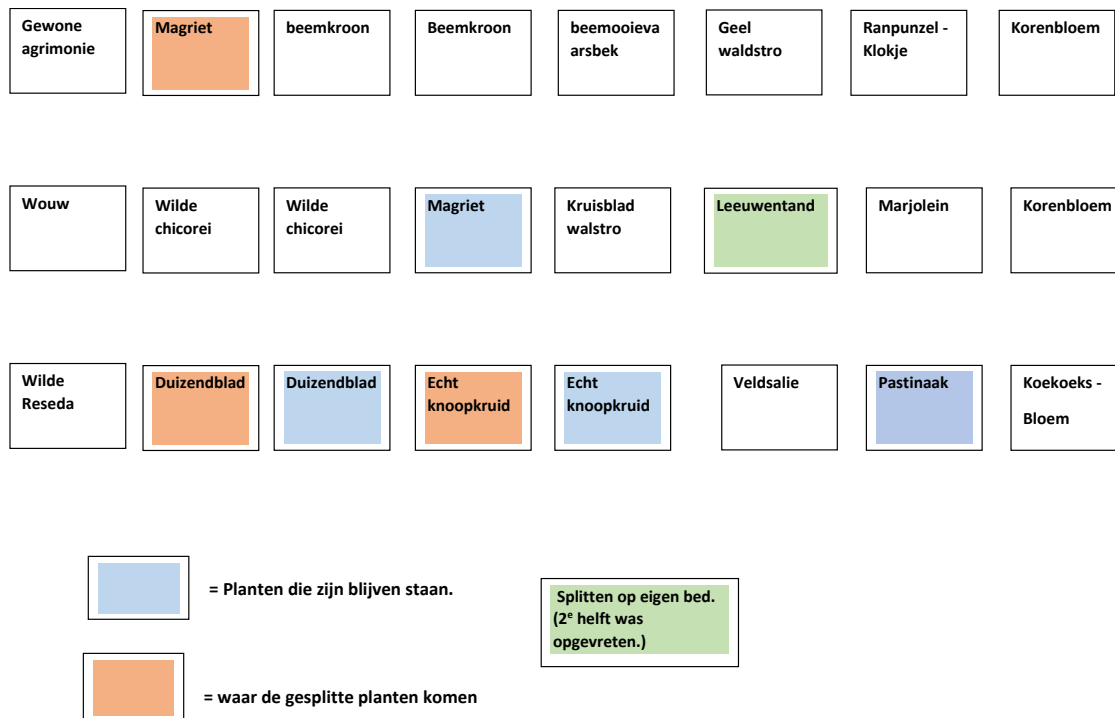 Gewone
agrimonie
Magriet
beemkroon
Beemkroon
beemooieva
arsbek
Geel
waldstro
Ranpunzel -
Klokje
Korenbloem
Wouw
Wilde
chicorei
Wilde
chicorei
Magriet
Kruisblad
walstro
Leeuwentand
Marjolein
Korenbloem
Wilde
Reseda
Duizendblad
Duizendblad
Echt
knoopkruid
Echt
knoopkruid
Veldsalie
Pastinaak
Koekoeks -
Bloem
= Planten die zijn blijven staan.
Splitten op eigen bed.
(2e helft was
opgevreten.)
= waar de gesplitte planten komen